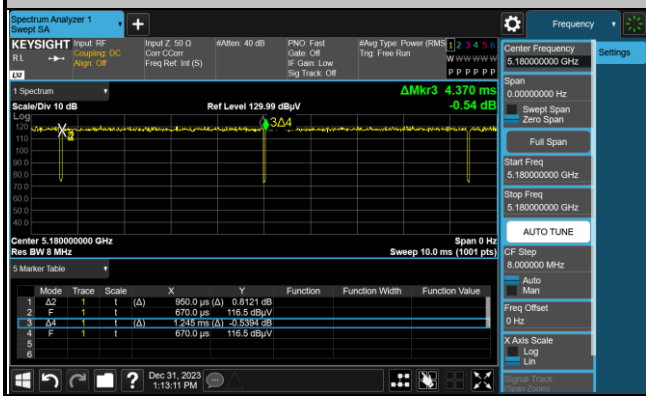 Spectrum Analyzer 1
Swept SA
+
Frequency
KEYSIGHT
RL
LXI
Input: RF
Coupling: DC
Align: Off
Input Z: 50 Ω
Corr CCorr
Freq Ref: Int (S)
#Atten: 40 dB
PNO: Fast
Gate: Off
IF Gain: Low
Sig Track: Off
#Avg Type: Power (RMS
Trig: Free Run
1 2 3 4 5 6
W W W W W W
P P P P P P
1 Spectrum
Scale/Div 10 dB
Ref Level 129.99 dBµV
ΔMkr3 4.370 ms
-0.54 dB
Log
120
110
100
90.0
80.0
70.0
60.0
50.0
40.0
3Δ4
Center 5.180000 GHz
Res BW 8 MHz
Span 0 Hz
Sweep 10.0 ms (1001 pts)
5 Marker Table
Mode Trace Scale X Y Function Function Width Function Value
1 Δ2 1 t (Δ) 950.0 µs (Δ) 0.8121 dB
2 F 1 t 670.0 µs 116.5 dBµV
3 Δ4 1 t (Δ) 1.245 ms (Δ) -0.5394 dB
4 F 1 t 670.0 µs 116.5 dBµV
5
6
?
Dec 31, 2023
1:13:11 PM
Center Frequency
5.180000000 GHz
Settings
Span
0.00000000 Hz
Swept Span
Zero Span
Full Span
Start Freq
5.180000000 GHz
Stop Freq
5.180000000 GHz
AUTO TUNE
CF Step
8.000000 MHz
Auto
Man
Freq Offset
0 Hz
X Axis Scale
Log
Lin
Signal Track
(Span Zoom)